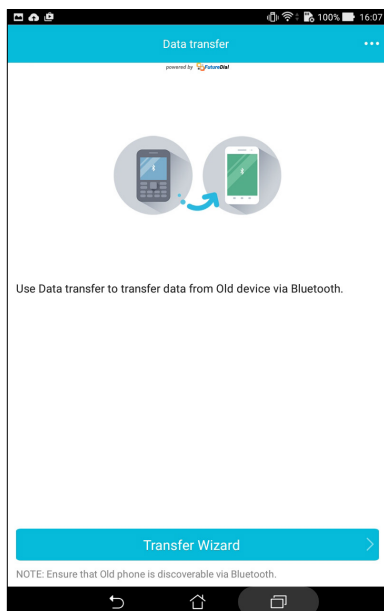 100% 16:07
Data transfer
powered by FutureDial
Use Data transfer to transfer data from Old device via Bluetooth.
Transfer Wizard
NOTE: Ensure that Old phone is discoverable via Bluetooth.